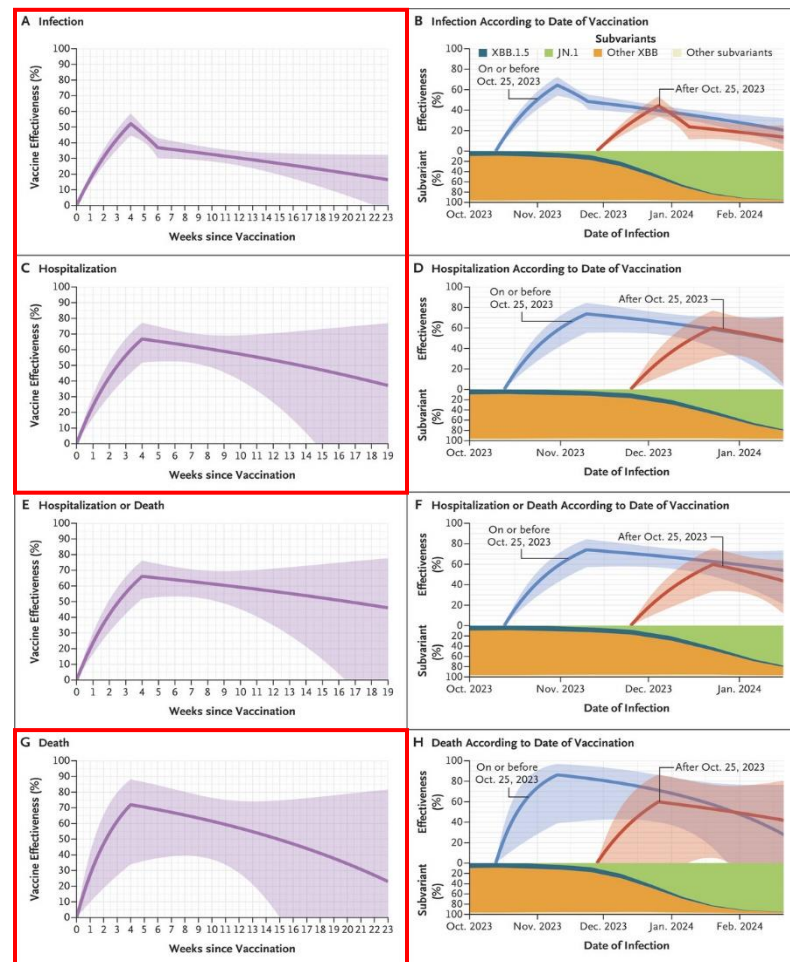 A Infection
Vaccine Effectiveness (%)
100
90
80
70
60
50
40
30
20
10
0
0 1 2 3 4 5 6 7 8 9 10 11 12 13 14 15 16 17 18 19 20 21 22 23
Weeks since Vaccination
B Infection According to Date of Vaccination
Subvariants
XBB.1.5 JN.1 Other XBB Other subvariants
On or before
Oct. 25, 2023
After Oct. 25, 2023
Effectiveness
(%)
100
80
60
40
20
0
Subvariant
(%)
20
40
60
80
100
Oct. 2023 Nov. 2023 Dec. 2023 Jan. 2024 Feb. 2024
Date of Infection
C Hospitalization
Vaccine Effectiveness (%)
100
90
80
70
60
50
40
30
20
10
0
0 1 2 3 4 5 6 7 8 9 10 11 12 13 14 15 16 17 18 19
Weeks since Vaccination
D Hospitalization According to Date of Vaccination
On or before
Oct. 25, 2023
After Oct. 25, 2023
Effectiveness
(%)
100
80
60
40
20
0
Subvariant
(%)
20
40
60
80
100
Oct. 2023 Nov. 2023 Dec. 2023 Jan. 2024
Date of Infection
E Hospitalization or Death
Vaccine Effectiveness (%)
100
90
80
70
60
50
40
30
20
10
0
0 1 2 3 4 5 6 7 8 9 10 11 12 13 14 15 16 17 18 19
Weeks since Vaccination
F Hospitalization or Death According to Date of Vaccination
On or before
Oct. 25, 2023
After Oct. 25, 2023
Effectiveness
(%)
100
80
60
40
20
0
Subvariant
(%)
20
40
60
80
100
Oct. 2023 Nov. 2023 Dec. 2023 Jan. 2024
Date of Infection
G Death
Vaccine Effectiveness (%)
100
90
80
70
60
50
40
30
20
10
0
0 1 2 3 4 5 6 7 8 9 10 11 12 13 14 15 16 17 18 19 20 21 22 23
Weeks since Vaccination
H Death According to Date of Vaccination
On or before
Oct. 25, 2023
After Oct. 25, 2023
Effectiveness
(%)
100
80
60
40
20
0
Subvariant
(%)
20
40
60
80
100
Oct. 2023 Nov. 2023 Dec. 2023 Jan. 2024 Feb. 2024
Date of Infection